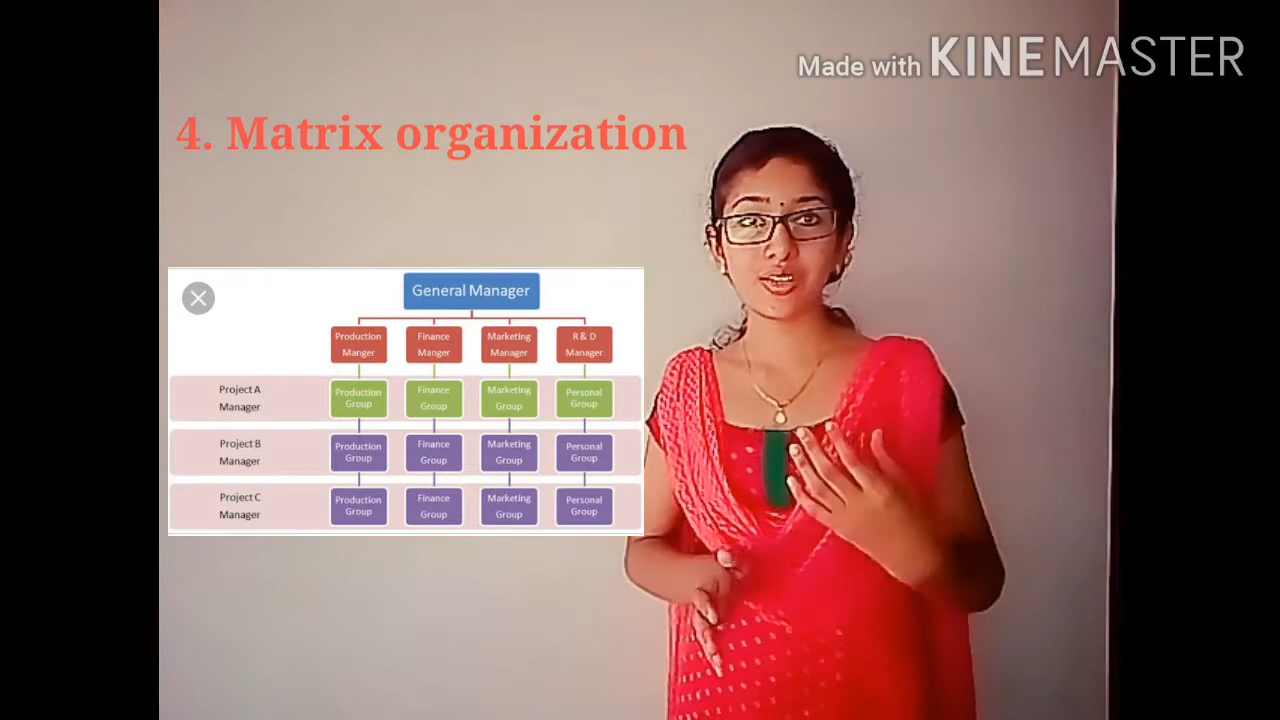 Made with KINEMASTER
4. Matrix organization
General Manager
Production Finance Marketing R & D
Manger Manger Manager Manager
Project A
Manager
Production Finance Marketing Personal
Group Group Group Group
Project B
Manager
Production Finance Marketing Personal
Group Group Group Group
Project C
Manager
Production Finance Marketing Personal
Group Group Group Group